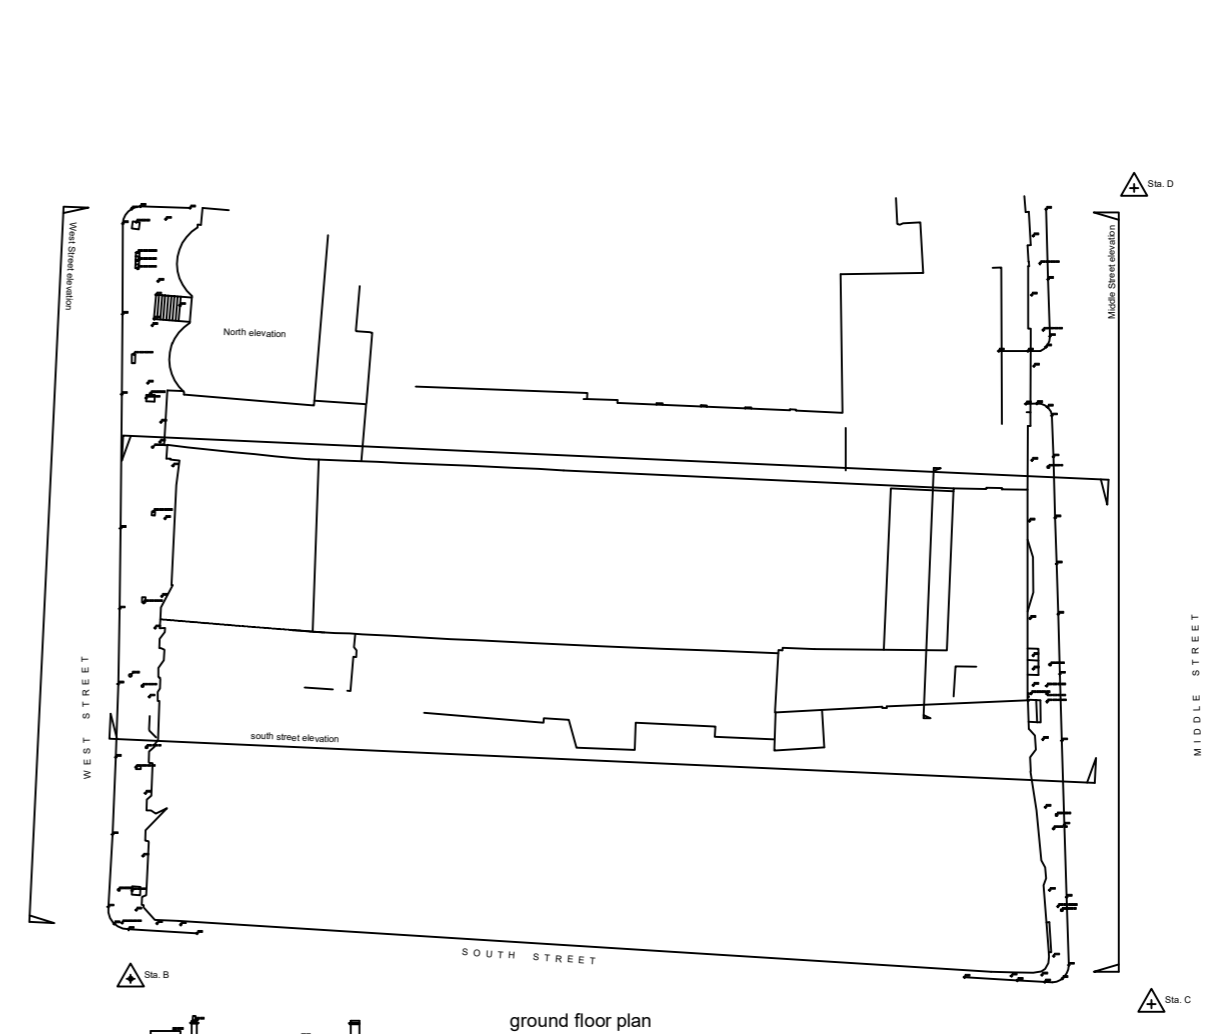 Sta. D
West Street elevation
Middle Street elevation
North elevation
WEST STREET
MIDDLE STREET
south street elevation
SOUTH STREET
Sta. B
Sta. C
ground floor plan